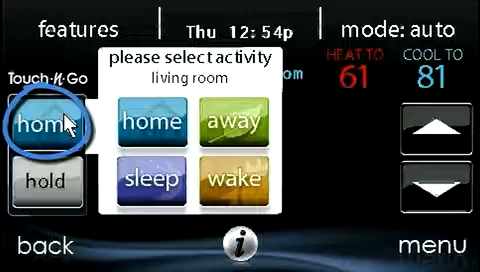 features
Thu 12:54p
mode: auto
please select activity
living room
HEAT TO
COOL TO
61
81
Touch-N-Go
home
home
away
hold
sleep
wake
back
i
menu